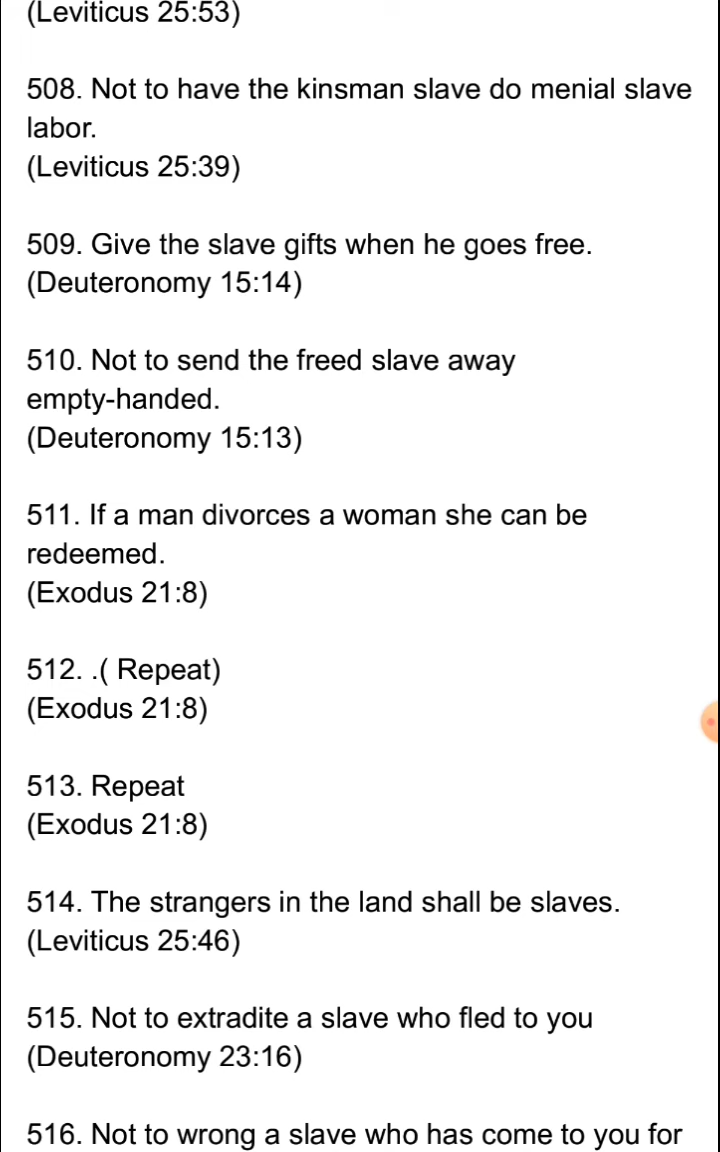 (Leviticus 25:53)
508. Not to have the kinsman slave do menial slave
labor.
(Leviticus 25:39)
509. Give the slave gifts when he goes free.
(Deuteronomy 15:14)
510. Not to send the freed slave away
empty-handed.
(Deuteronomy 15:13)
511. If a man divorces a woman she can be
redeemed.
(Exodus 21:8)
512. .( Repeat)
(Exodus 21:8)
513. Repeat
(Exodus 21:8)
514. The strangers in the land shall be slaves.
(Leviticus 25:46)
515. Not to extradite a slave who fled to you
(Deuteronomy 23:16)
516. Not to wrong a slave who has come to you for